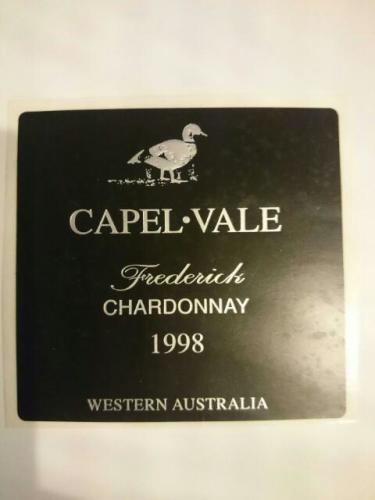 CAPEL·VALE
Frederick
CHARDONNAY
1998
WESTERN AUSTRALIA